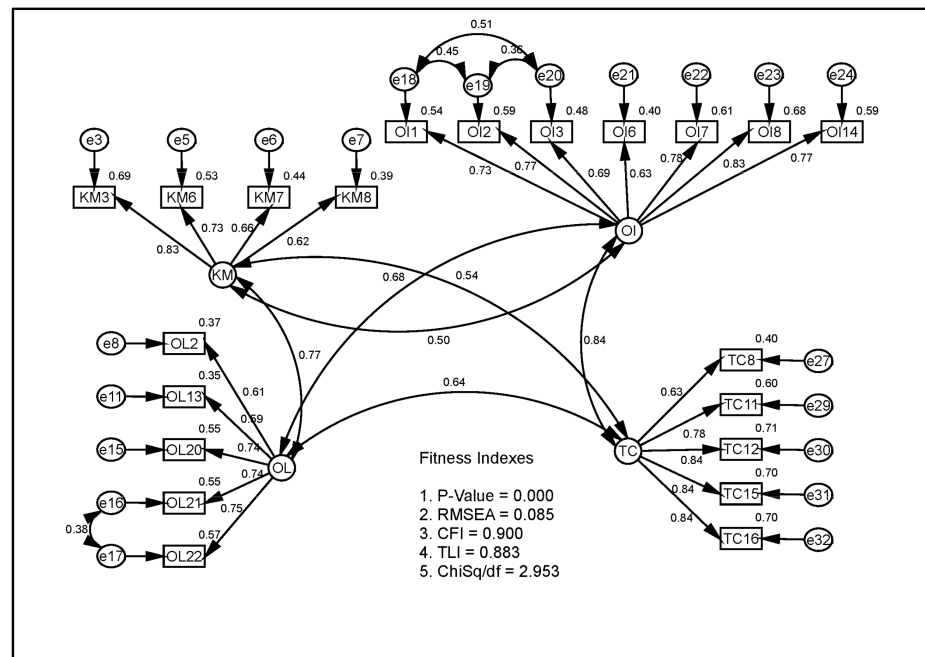 0.51
0.45
0.36
e18
e19
e20
e21
e22
e23
e24
0.54
0.59
0.48
0.40
0.61
0.68
0.59
OI1
OI2
OI3
OI6
OI7
OI8
OI14
0.73
0.77
0.69
0.63
0.78
0.83
0.77
OI
e3
e5
e6
e7
0.69
0.53
0.44
0.39
KM3
KM6
KM7
KM8
0.83
0.73
0.66
0.62
KM
0.68
0.54
0.50
0.84
0.77
0.64
e8
0.37
OL2
0.61
e11
0.35
OL13
0.59
e15
0.55
OL20
0.74
OL
e16
0.55
OL21
0.74
0.38
e17
0.57
OL22
0.75
TC
0.40
TC8
e27
0.63
0.60
TC11
e29
0.78
0.71
TC12
e30
0.84
0.70
TC15
e31
0.84
0.70
TC16
e32
0.84
Fitness Indexes
1. P-Value = 0.000
2. RMSEA = 0.085
3. CFI = 0.900
4. TLI = 0.883
5. ChiSq/df = 2.953